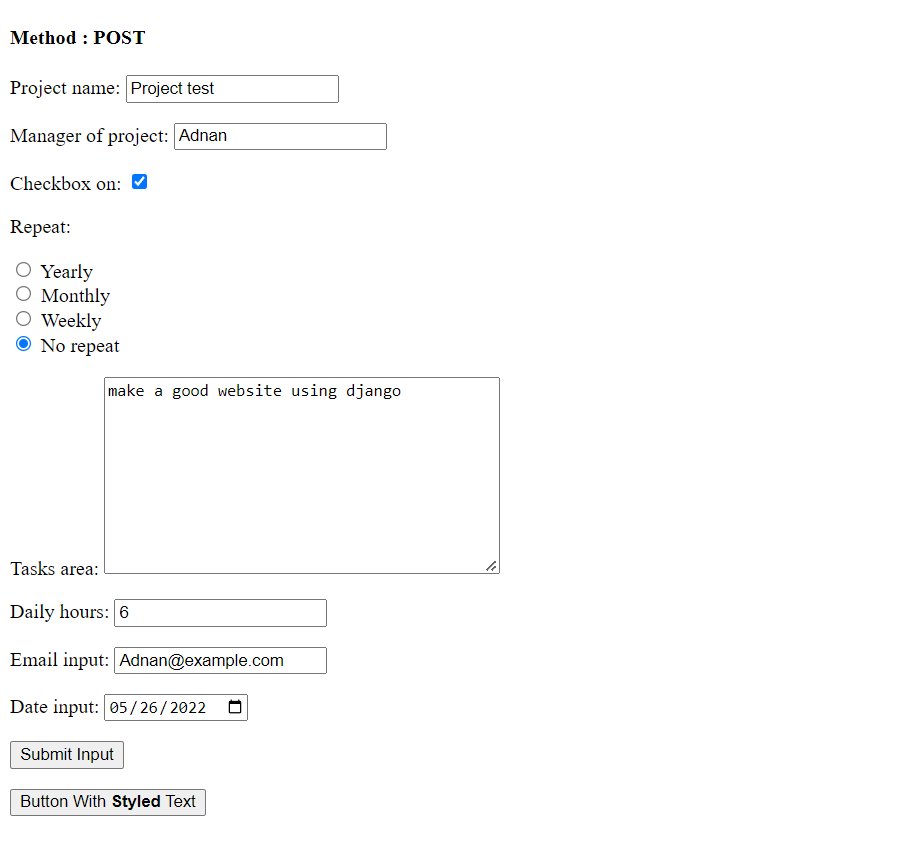 Method : POST
Project name: Project test
Manager of project: Adnan
Checkbox on:
Repeat:
Yearly
Monthly
Weekly
No repeat
make a good website using django
Tasks area:
Daily hours: 6
Email input: Adnan@example.com
Date input: 05/26/2022
Submit Input
Button With Styled Text